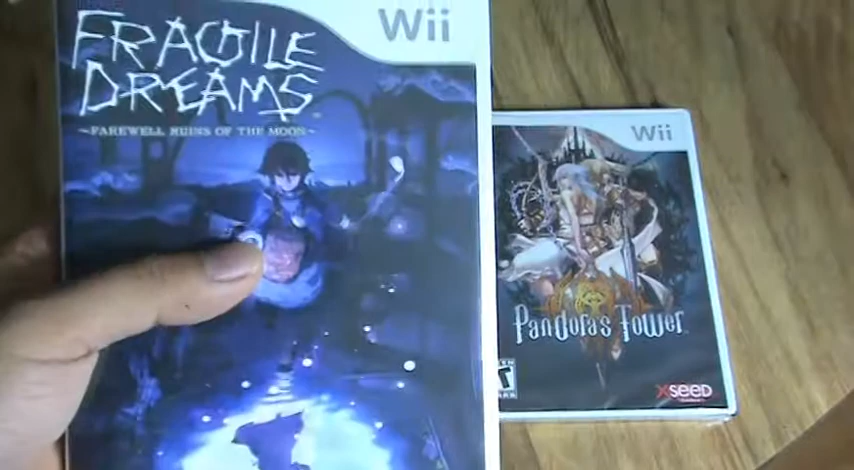 FRAGILE
DREAMS
~FAREWELL RUINS OF THE MOON~
Wii
Wii
Pandora's Tower
T
XSEED